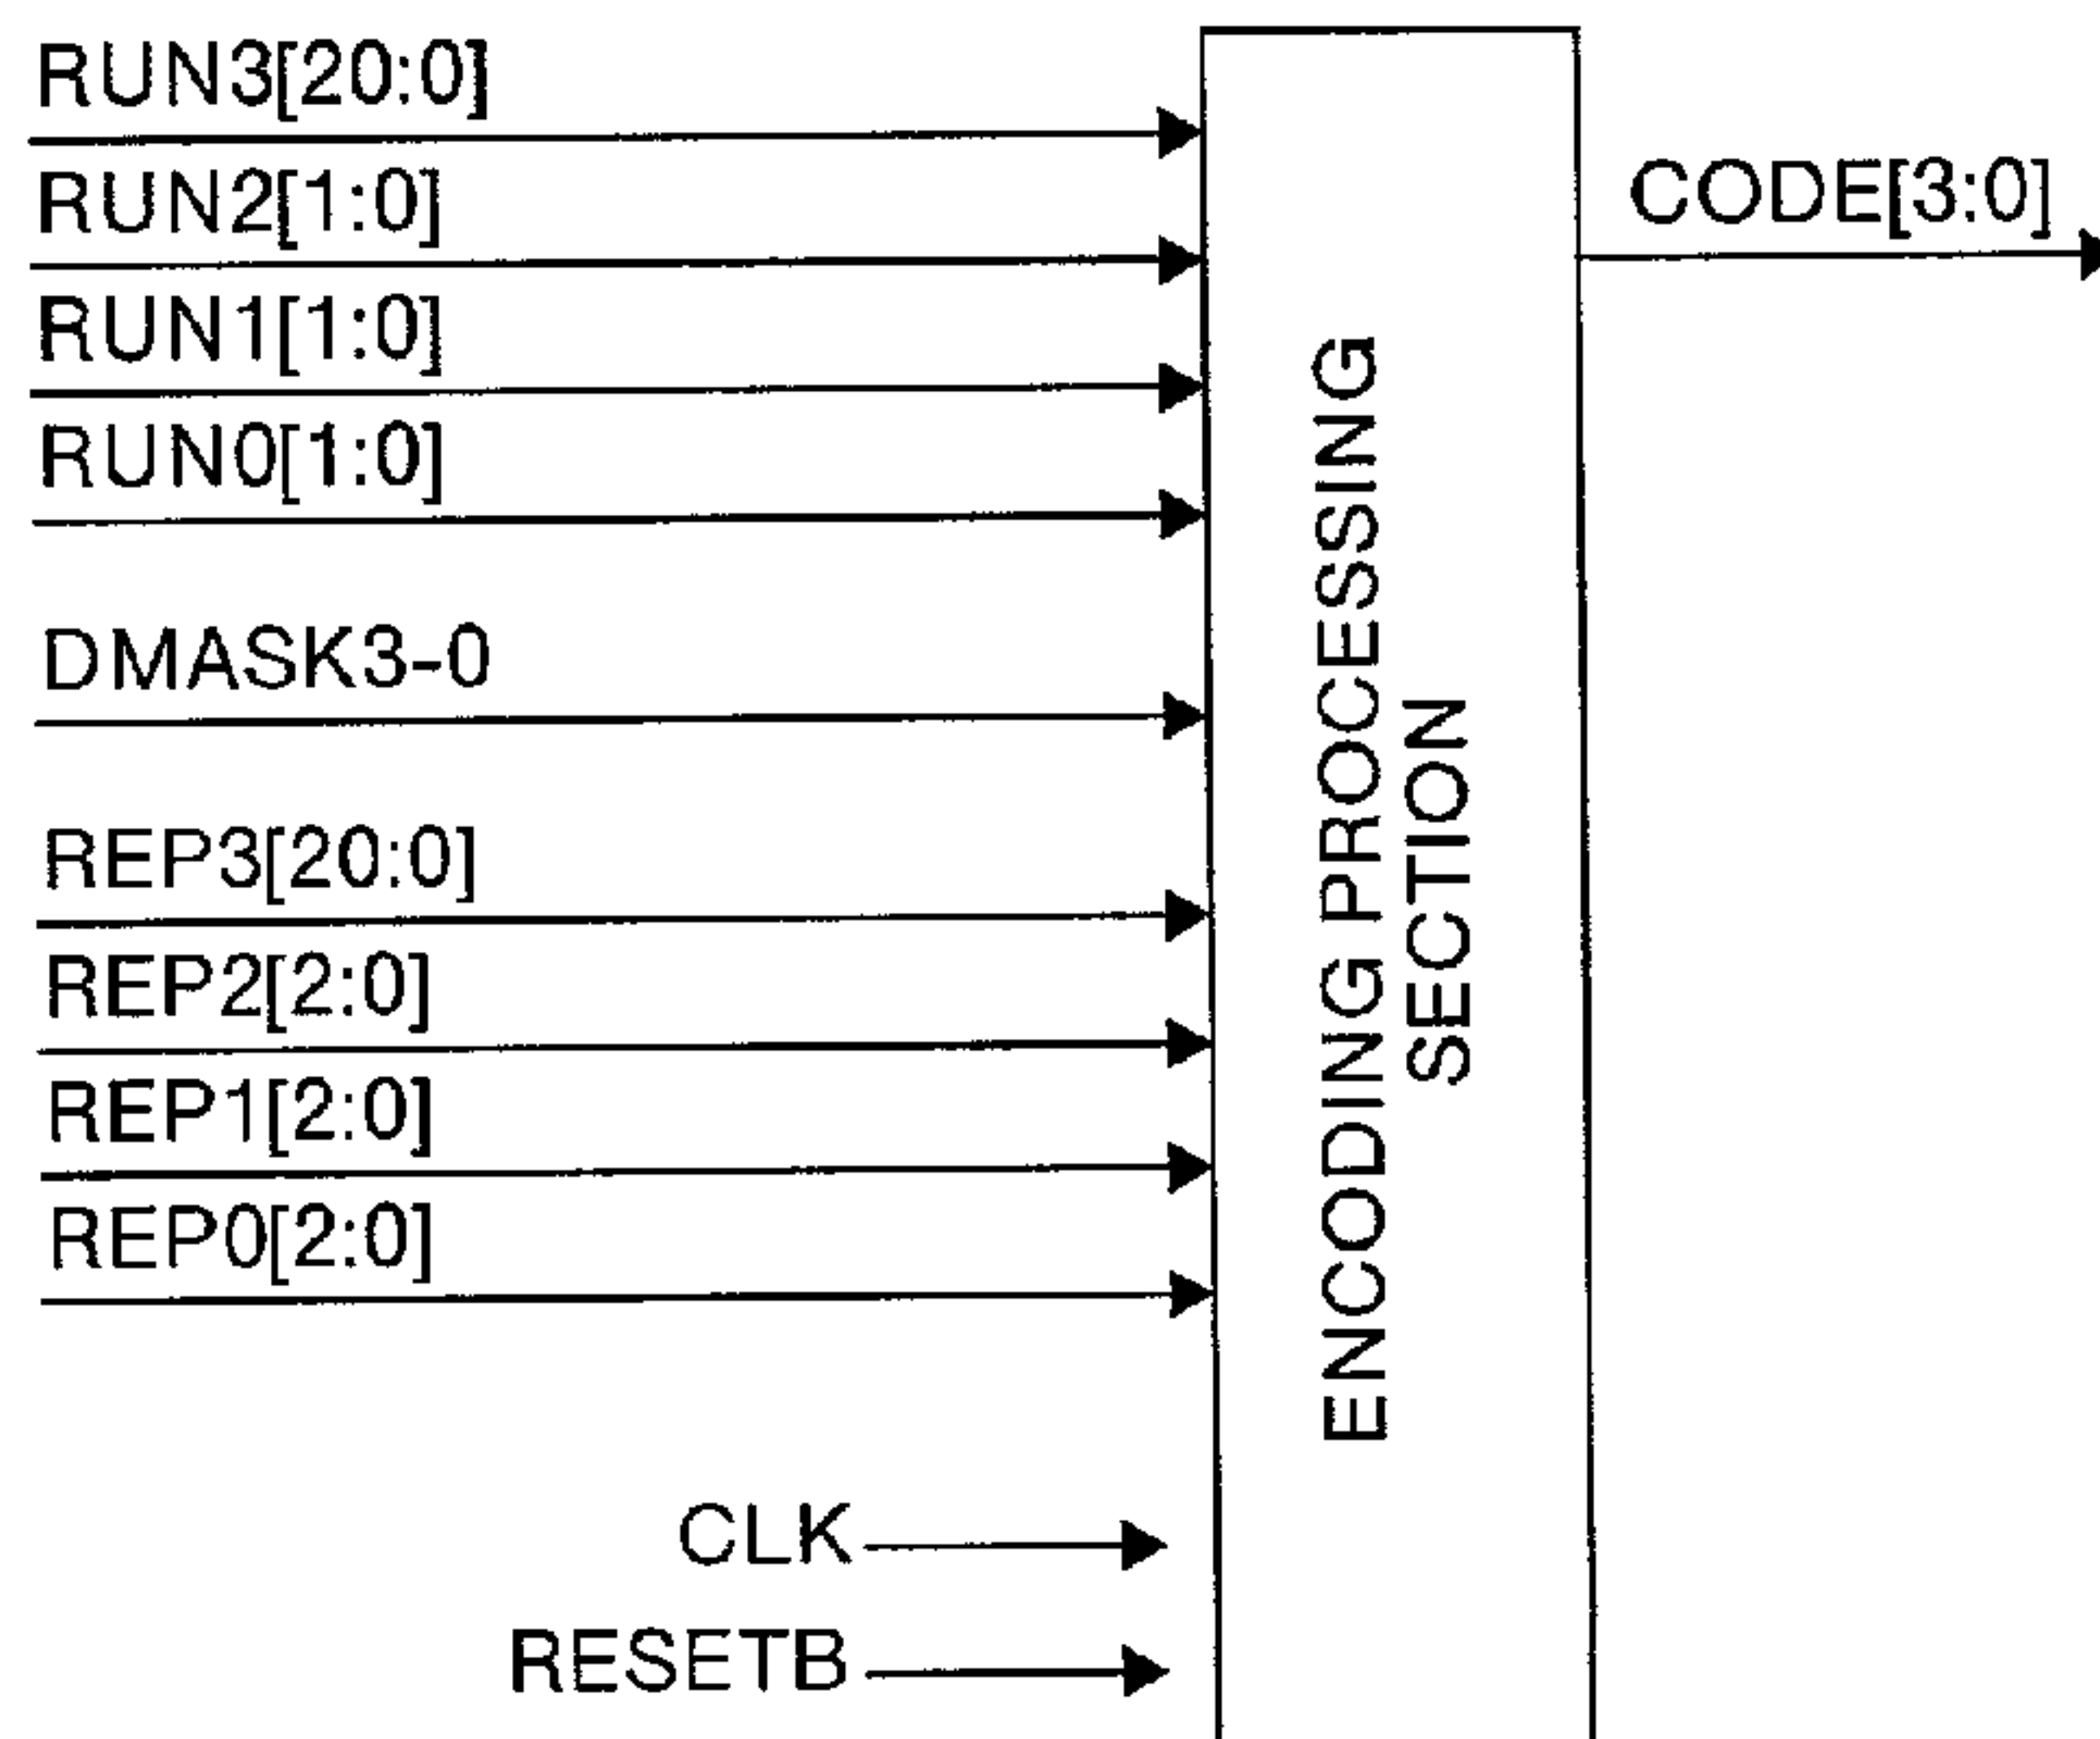 RUN3[20:0]
RUN2[1:0]
RUN1[1:0]
RUN0[1:0]
DMASK3-0
REP3[20:0]
REP2[2:0]
REP1[2:0]
REP0[2:0]
CLK
RESETB
ENCODING PROCESSING
SECTION
CODE[3:0]